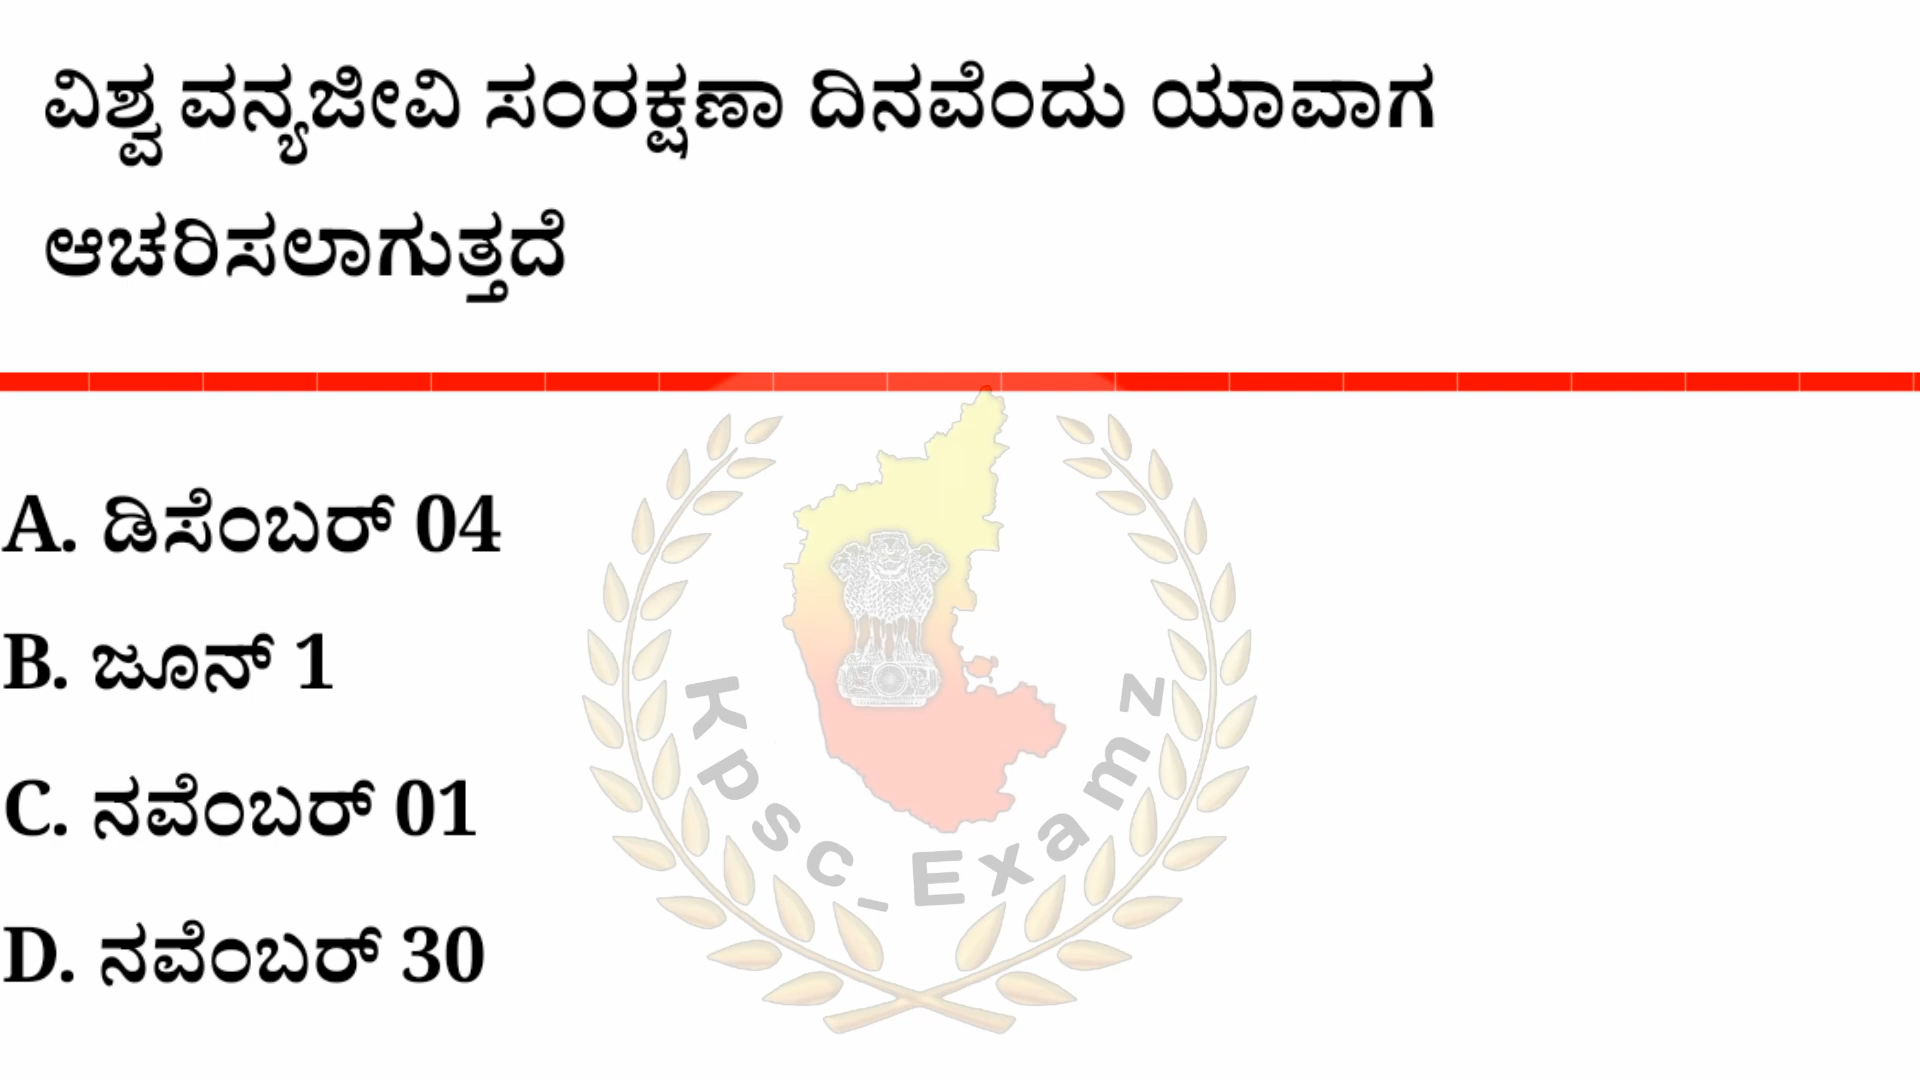 ವಿಶ್ವ ವನ್ಯಜೀವಿ ಸಂರಕ್ಷಣಾ ದಿನವೆಂದು ಯಾವಾಗ
ಆಚರಿಸಲಾಗುತ್ತದೆ
A. ಡಿಸೆಂಬರ್ 04
B. ಜೂನ್ 1
C. ನವೆಂಬರ್ 01
D. ನವೆಂಬರ್ 30
Kpsc_Examz